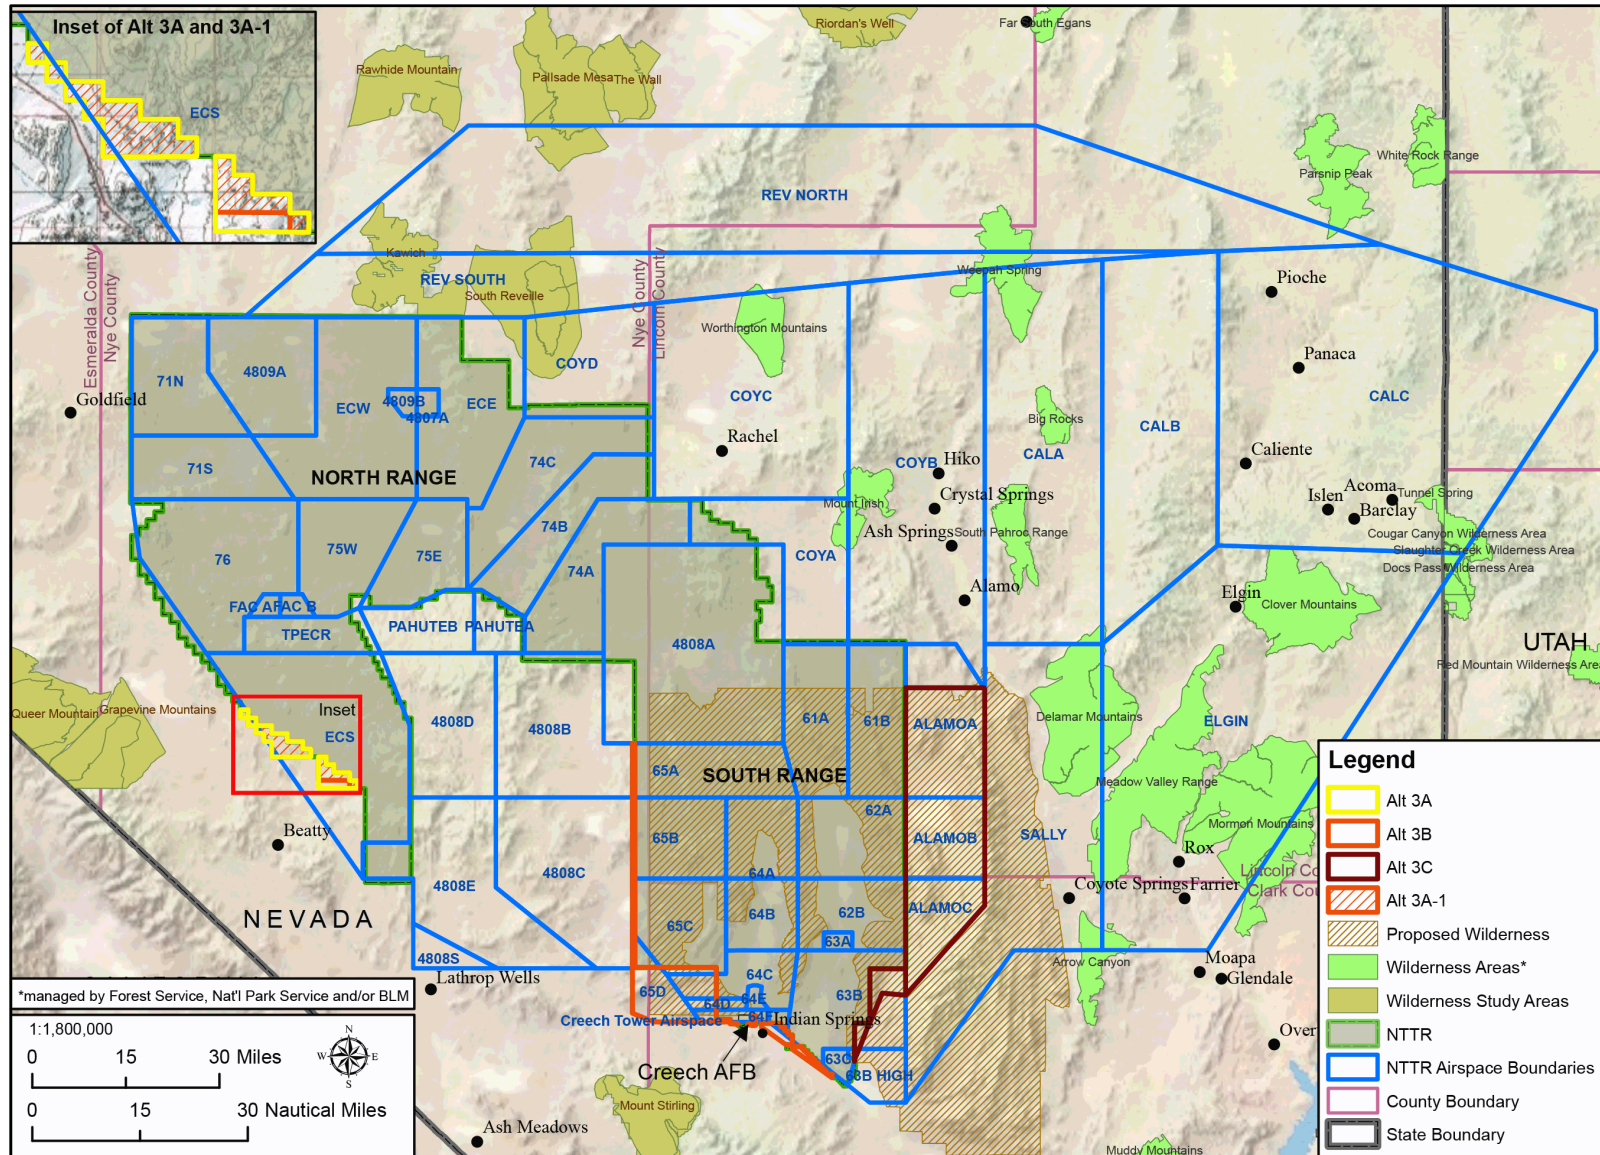 Inset of Alt 3A and 3A-1
ECS
Riordan's Well
Far South Egans
Rawhide Mountain
Palisade Mesa
The Wall
White Rock Range
Parsnip Peak
REV NORTH
Kawich
REV SOUTH
South Reveille
Weepah Spring
Pioche
Esmeralda County
Nye County
Nye County
Lincoln County
Worthington Mountains
Panaca
COYD
71N
4809A
ECW
4809B
4807A
ECE
COYC
CALC
Goldfield
Big Rocks
CALB
Rachel
CALA
Caliente
71S
NORTH RANGE
74C
COYB
Hiko
Mount Irish
Crystal Springs
Acoma
Tunnel Spring
Islen
Barclay
74B
Ash Springs
South Pahroc Range
Cougar Canyon Wilderness Area
Slaughter Creek Wilderness Area
Docs Pass Wilderness Area
76
75W
75E
COYA
74A
Alamo
Elgin
Clover Mountains
FAC A
FAC B
TPECR
PAHUTEB
PAHUTEA
4808A
UTAH
Red Mountain Wilderness Area
Queer Mountain
Grapevine Mountains
Inset
ECS
4808D
4808B
61A
61B
ALAMOA
Delamar Mountains
ELGIN
65A
SOUTH RANGE
Meadow Valley Range
62A
Mormon Mountains
Beatty
65B
ALAMOB
SALLY
Rox
64A
Lincoln Co
Clark Cou
4808E
4808C
Coyote Springs
Farrier
NEVADA
65C
64B
62B
ALAMOC
63A
4808S
Arrow Canyon
Moapa
Glendale
Lathrop Wells
64C
65D
64D
64E
63B
Creech Tower Airspace
64F
Indian Springs
Over
Creech AFB
63C
63B HIGH
Mount Stirling
Ash Meadows
Muddy Mountains
*managed by Forest Service, Nat'l Park Service and/or BLM
1:1,800,000
0 15 30 Miles
0 15 30 Nautical Miles
N
W E
S
Legend
Alt 3A
Alt 3B
Alt 3C
Alt 3A-1
Proposed Wilderness
Wilderness Areas*
Wilderness Study Areas
NTTR
NTTR Airspace Boundaries
County Boundary
State Boundary